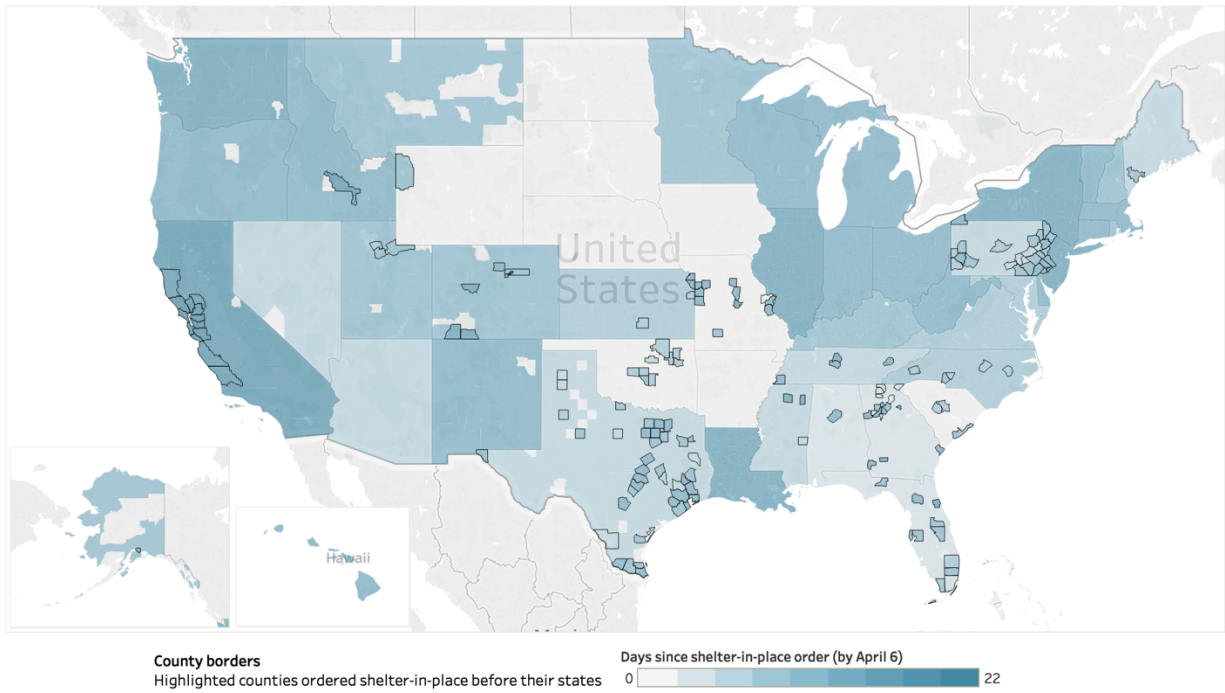 United
States
Hawaii
County borders
Highlighted counties ordered shelter-in-place before their states
Days since shelter-in-place order (by April 6)
0
22